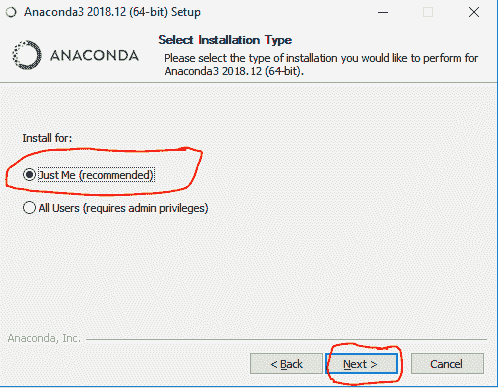 Anaconda3 2018.12 (64-bit) Setup
ANACONDA
Select Installation Type
Please select the type of installation you would like to perform for
Anaconda3 2018.12 (64-bit).
Install for:
Just Me (recommended)
All Users (requires admin privileges)
Anaconda, Inc.
< Back
Next >
Cancel